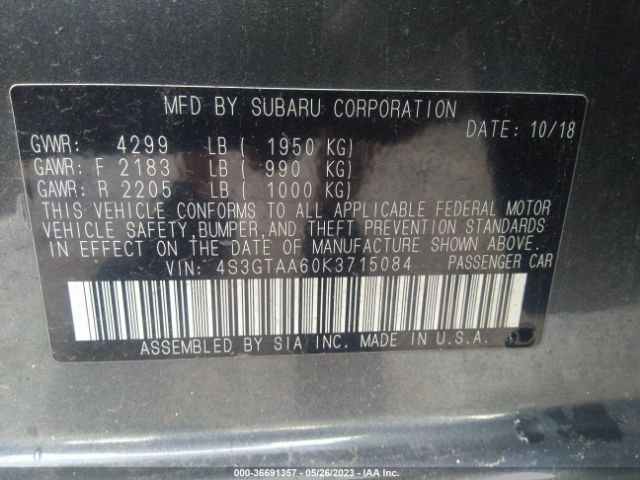 MFD BY SUBARU CORPORATION
DATE: 10/18
GVWR: 4299 LB ( 1950 KG)
GAWR: F 2183 LB ( 990 KG)
GAWR: R 2205 LB ( 1000 KG)
THIS VEHICLE CONFORMS TO ALL APPLICABLE FEDERAL MOTOR
VEHICLE SAFETY,BUMPER,AND THEFT PREVENTION STANDARDS
IN EFFECT ON THE DATE OF MANUFACTURE SHOWN ABOVE.
VIN: 4S3GTAA60K3715084 PASSENGER CAR
ASSEMBLED BY SIA INC. MADE IN U.S.A.
000-36691357 - 05/26/2023 - IAA Inc.